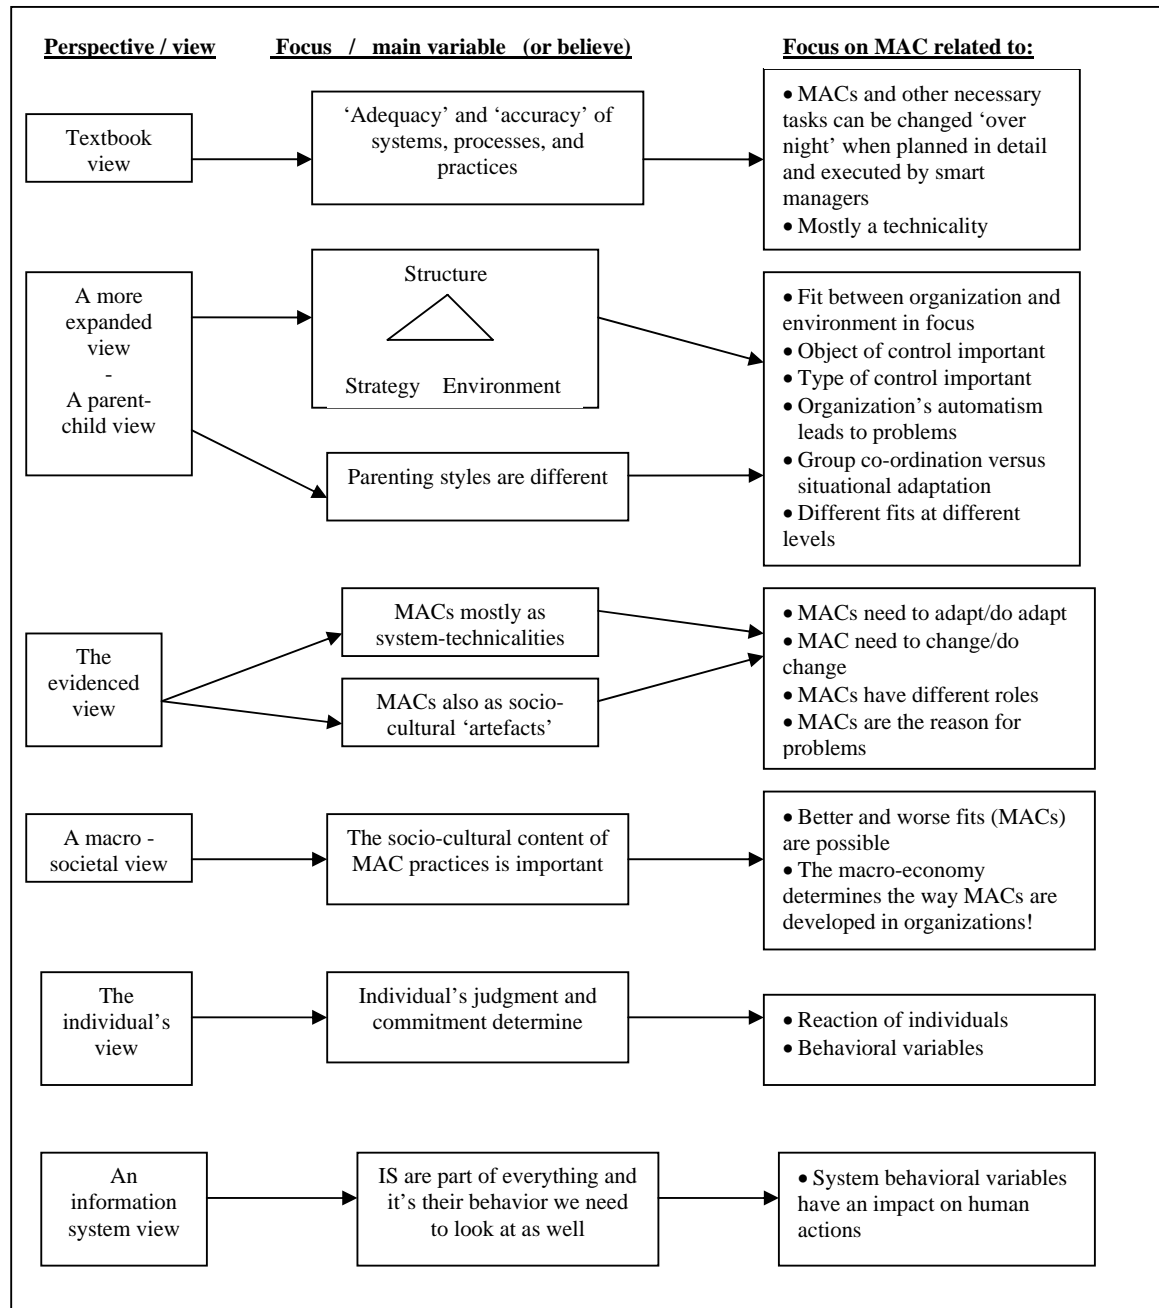 Perspective / view
Focus / main variable (or believe)
Focus on MAC related to:
Textbook
view
‘Adequacy’ and ‘accuracy’ of
systems, processes, and
practices
• MACs and other necessary
tasks can be changed ‘over
night’ when planned in detail
and executed by smart
managers
• Mostly a technicality
A more
expanded
view
-
A parent-
child view
Structure
Strategy Environment
Parenting styles are different
• Fit between organization and
environment in focus
• Object of control important
• Type of control important
• Organization’s automatism
leads to problems
• Group co-ordination versus
situational adaptation
• Different fits at different
levels
The
evidenced
view
MACs mostly as
system-technicalities
MACs also as socio-
cultural ‘artefacts’
• MACs need to adapt/do adapt
• MAC need to change/do
change
• MACs have different roles
• MACs are the reason for
problems
A macro -
societal view
The socio-cultural content of
MAC practices is important
• Better and worse fits (MACs)
are possible
• The macro-economy
determines the way MACs are
developed in organizations!
The
individual’s
view
Individual’s judgment and
commitment determine
• Reaction of individuals
• Behavioral variables
An
information
system view
IS are part of everything and
it’s their behavior we need
to look at as well
• System behavioral variables
have an impact on human
actions